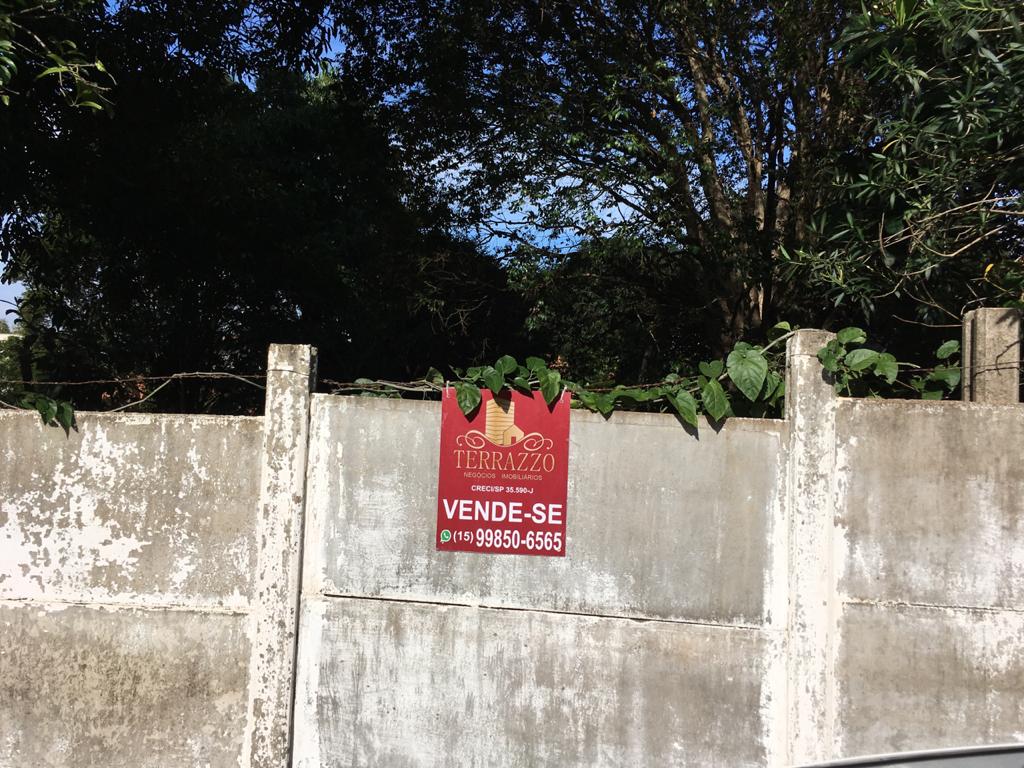 TERRAZZO
NEGÓCIOS IMOBILIÁRIOS
CRECI/SP 35.590-J
VENDE-SE
(15) 99850-6565